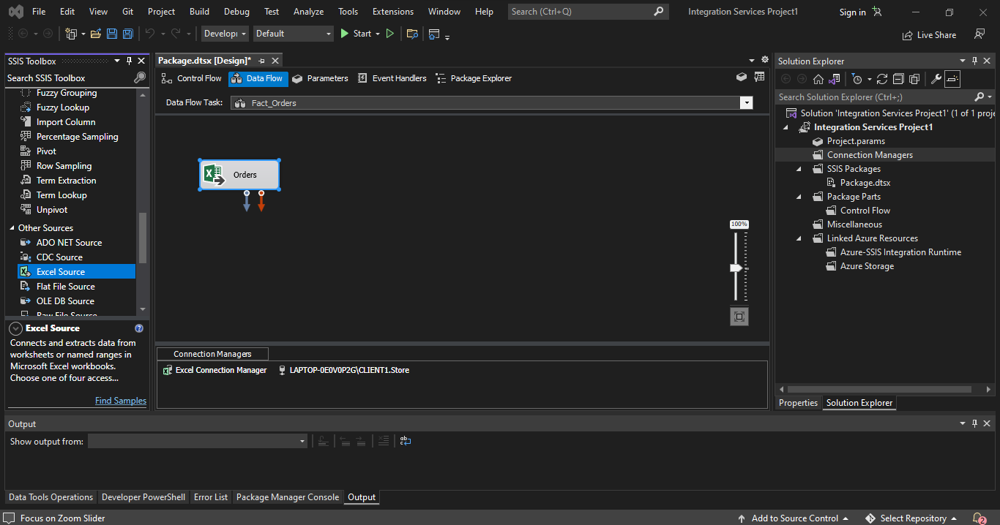 File Edit View Git Project Build Debug Test Analyze Tools Extensions Window Help Search (Ctrl+Q) Integration Services Project1 Sign in
Developı Default Start Live Share
SSIS Toolbox
Search SSIS Toolbox
Fuzzy Grouping
Fuzzy Lookup
Import Column
Percentage Sampling
Pivot
Row Sampling
Term Extraction
Term Lookup
Unpivot
Other Sources
ADO NET Source
CDC Source
Excel Source
Flat File Source
OLE DB Source
Raw File Source
Excel Source
Connects and extracts data from
worksheets or named ranges in
Microsoft Excel workbooks.
Choose one of four access...
Find Samples
Package.dtsx [Design]*
Control Flow Data Flow Parameters Event Handlers Package Explorer
Data Flow Task: Fact_Orders
Orders
100%
Connection Managers
Excel Connection Manager LAPTOP-0E0V0P2G\CLIENT1.Store
Solution Explorer
Search Solution Explorer (Ctrl+;)
Solution 'Integration Services Project1' (1 of 1 proje
Integration Services Project1
Project.params
Connection Managers
SSIS Packages
Package.dtsx
Package Parts
Control Flow
Miscellaneous
Linked Azure Resources
Azure-SSIS Integration Runtime
Azure Storage
Properties Solution Explorer
Output
Show output from:
Data Tools Operations Developer PowerShell Error List Package Manager Console Output
Focus on Zoom Slider Add to Source Control Select Repository 2